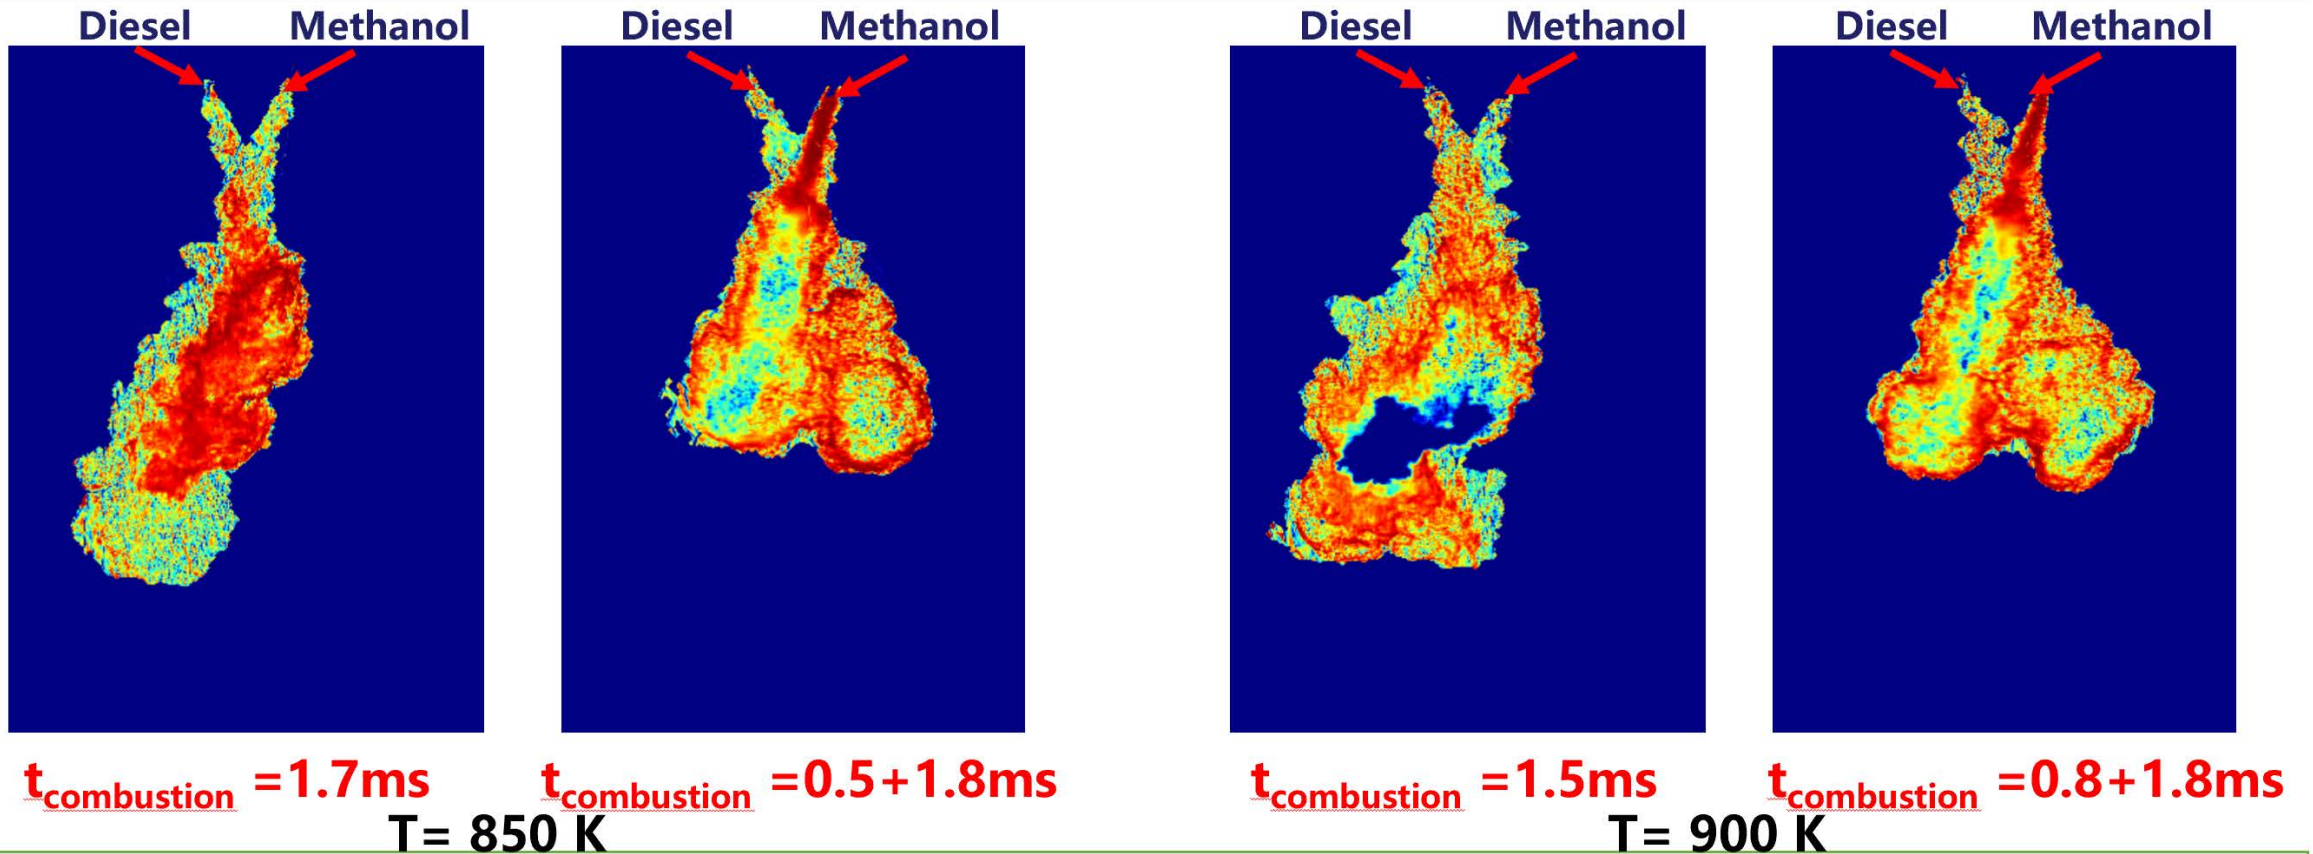 Diesel Methanol Diesel Methanol Diesel Methanol Diesel Methanol
tcombustion =1.7ms tcombustion =0.5+1.8ms tcombustion =1.5ms tcombustion =0.8+1.8ms
T= 850 K T= 900 K